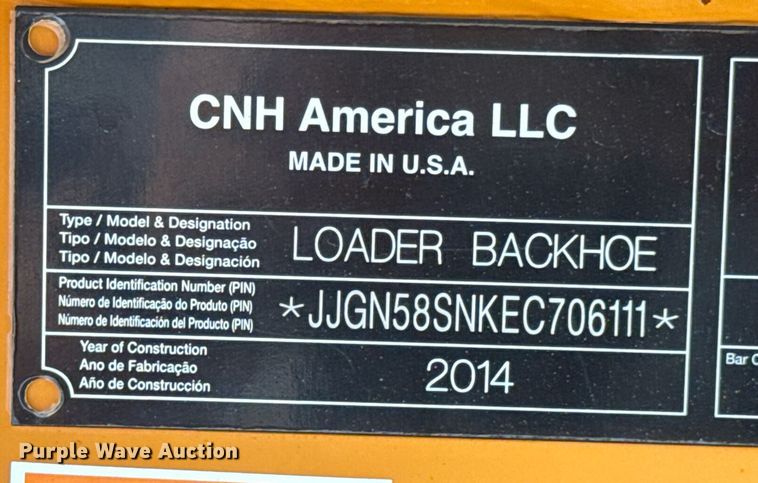 CNH America LLC
MADE IN U.S.A.
Type / Model & Designation
Tipo / Modelo & Designação
Tipo / Modelo & Designación
LOADER BACKHOE
Product Identification Number (PIN)
Número de Identificação do Produto (PIN)
Número de Identificación del Producto (PIN)
*JJGN58SNKEC706111*
Year of Construction
Ano de Fabricação
Año de Construcción
2014
Bar
Purple Wave Auction